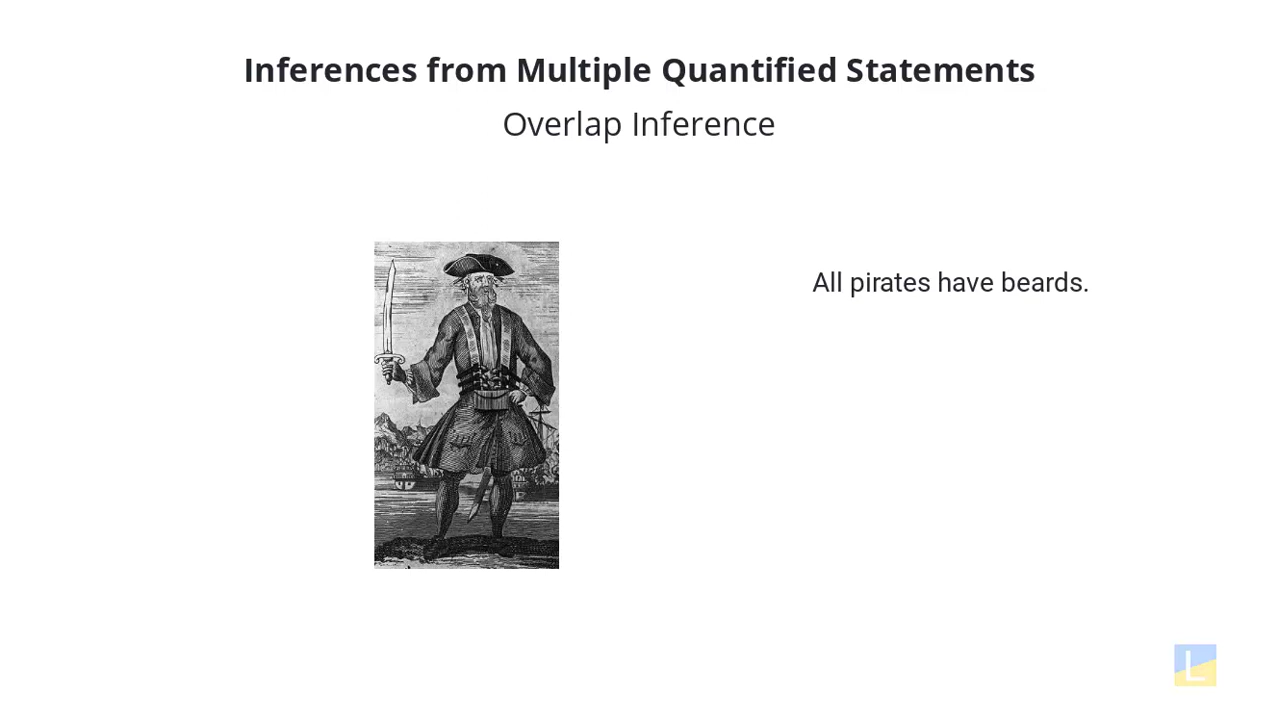 Inferences from Multiple Quantified Statements
Overlap Inference
All pirates have beards.
L